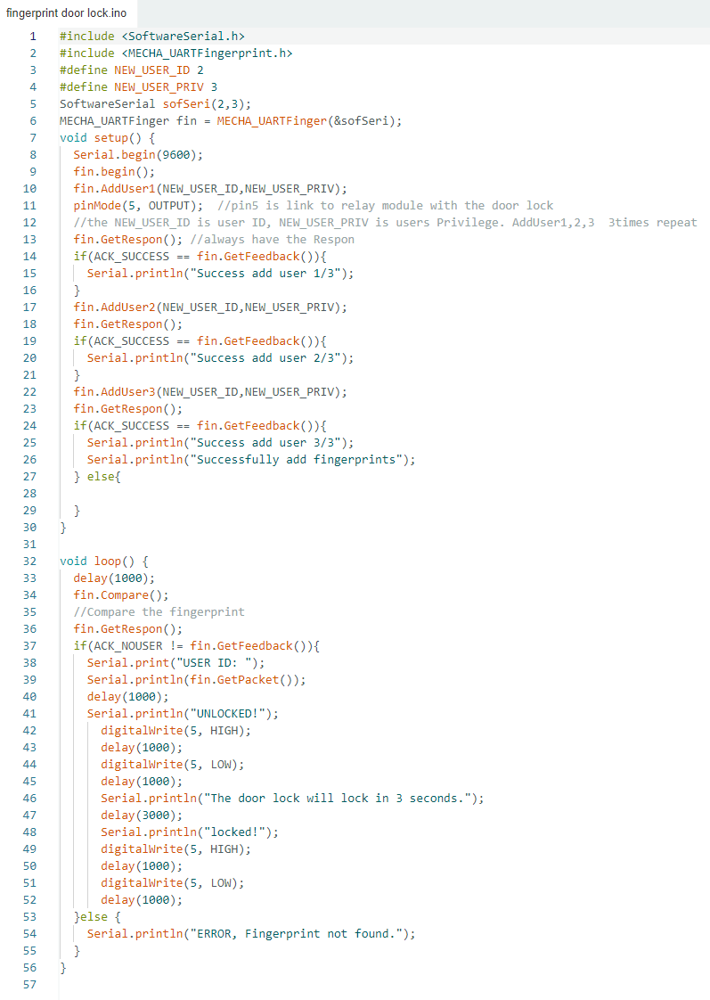 fingerprint door lock.ino
1 #include <SoftwareSerial.h>
2 #include <MECHA_UARTFingerprint.h>
3 #define NEW_USER_ID 2
4 #define NEW_USER_PRIV 3
5 SoftwareSerial sofSeri(2,3);
6 MECHA_UARTFinger fin = MECHA_UARTFinger(&sofSeri);
7 void setup() {
8   Serial.begin(9600);
9   fin.begin();
10   fin.AddUser1(NEW_USER_ID,NEW_USER_PRIV);
11   pinMode(5, OUTPUT);  //pin5 is link to relay module with the door lock
12   //the NEW_USER_ID is user ID, NEW_USER_PRIV is users Privilege. AddUser1,2,3  3times repeat
13   fin.GetRespon(); //always have the Respon
14   if(ACK_SUCCESS == fin.GetFeedback()){
15     Serial.println("Success add user 1/3");
16   }
17   fin.AddUser2(NEW_USER_ID,NEW_USER_PRIV);
18   fin.GetRespon();
19   if(ACK_SUCCESS == fin.GetFeedback()){
20     Serial.println("Success add user 2/3");
21   }
22   fin.AddUser3(NEW_USER_ID,NEW_USER_PRIV);
23   fin.GetRespon();
24   if(ACK_SUCCESS == fin.GetFeedback()){
25     Serial.println("Success add user 3/3");
26     Serial.println("Successfully add fingerprints");
27   } else{
28
29   }
30 }
31
32 void loop() {
33   delay(1000);
34   fin.Compare();
35   //Compare the fingerprint
36   fin.GetRespon();
37   if(ACK_NOUSER != fin.GetFeedback()){
38     Serial.print("USER ID: ");
39     Serial.println(fin.GetPacket());
40     delay(1000);
41     Serial.println("UNLOCKED!");
42       digitalWrite(5, HIGH);
43       delay(1000);
44       digitalWrite(5, LOW);
45       delay(1000);
46       Serial.println("The door lock will lock in 3 seconds.");
47       delay(3000);
48       Serial.println("locked!");
49       digitalWrite(5, HIGH);
50       delay(1000);
51       digitalWrite(5, LOW);
52       delay(1000);
53   }else {
54     Serial.println("ERROR, Fingerprint not found.");
55   }
56 }
57